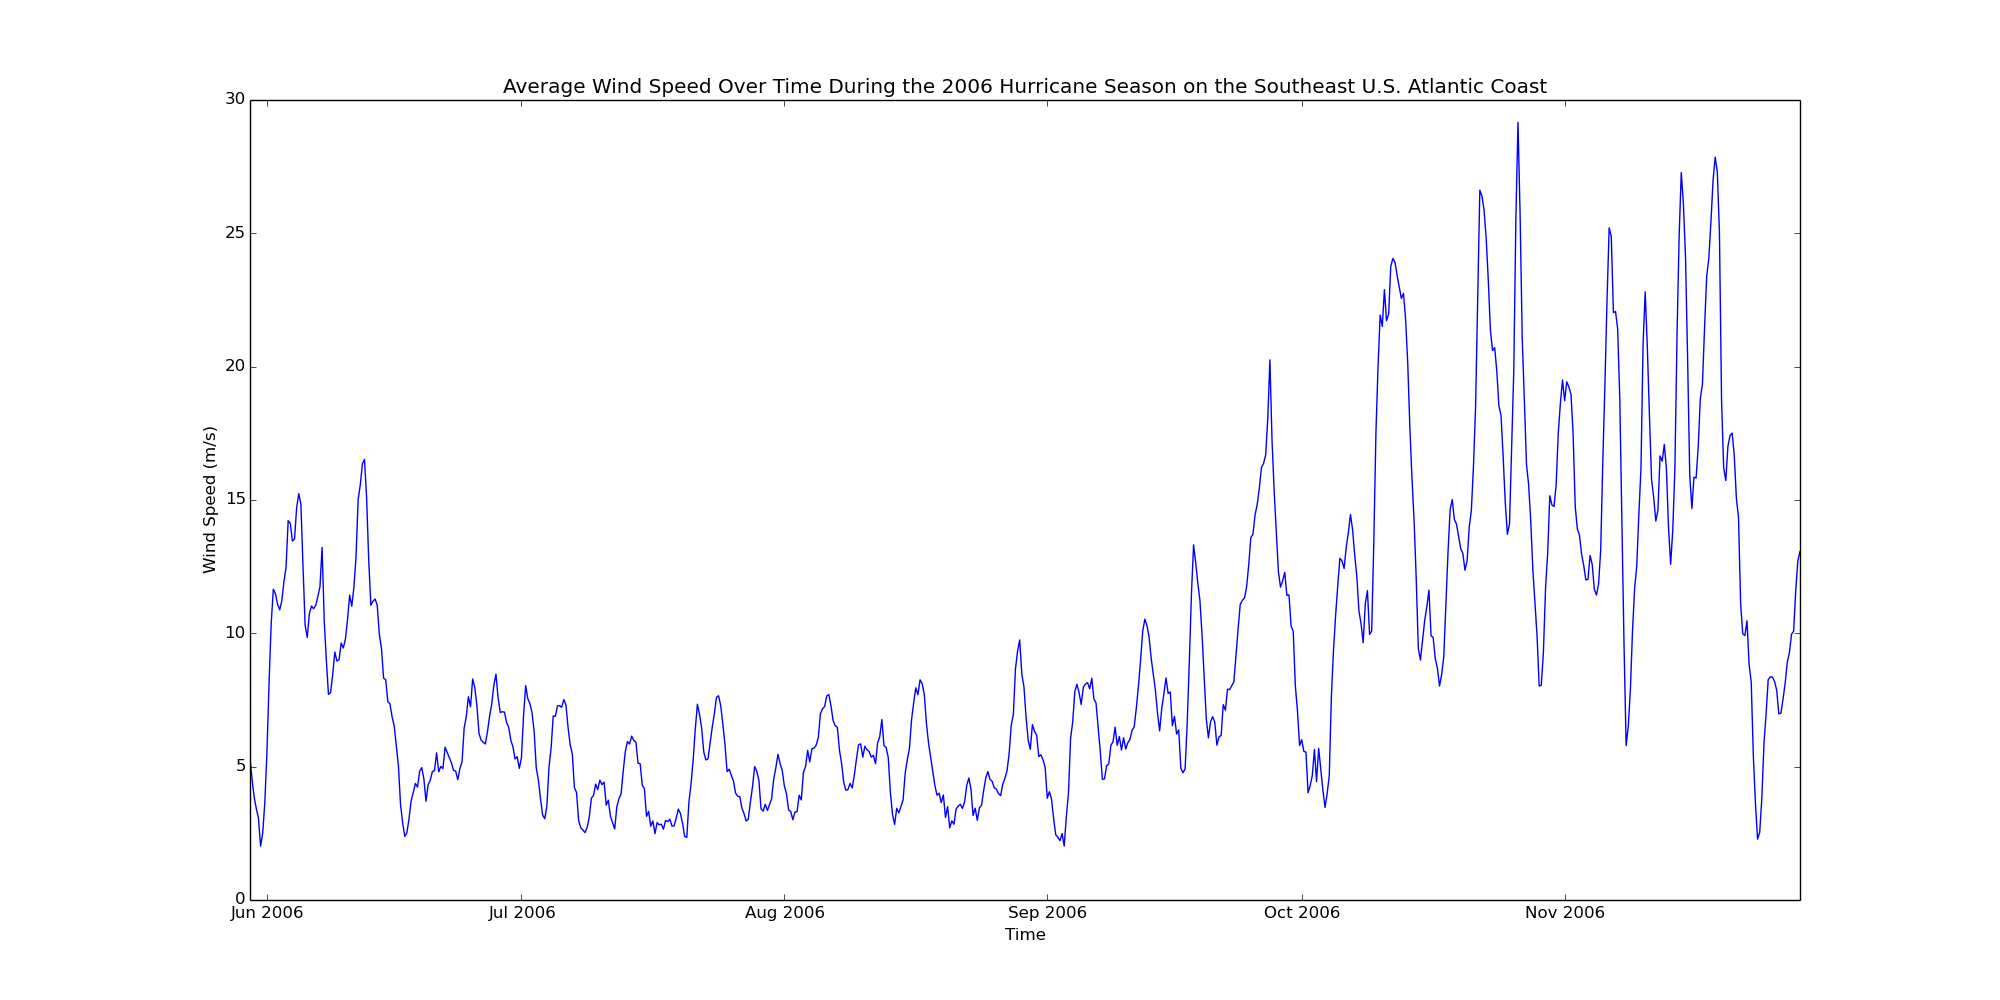 Average Wind Speed Over Time During the 2006 Hurricane Season on the Southeast U.S. Atlantic Coast
30
25
20
15
10
5
0
Wind Speed (m/s)
Jun 2006 Jul 2006 Aug 2006 Sep 2006 Oct 2006 Nov 2006
Time